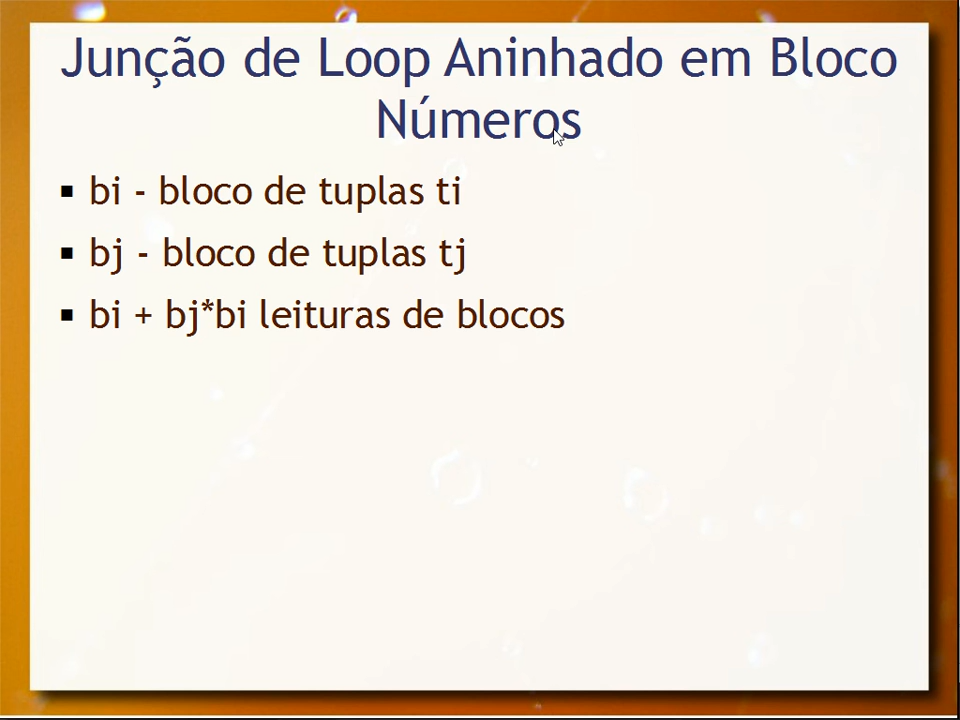 Junção de Loop Aninhado em Bloco
Números
▪ bi - bloco de tuplas ti
▪ bj - bloco de tuplas tj
▪ bi + bj*bi leituras de blocos